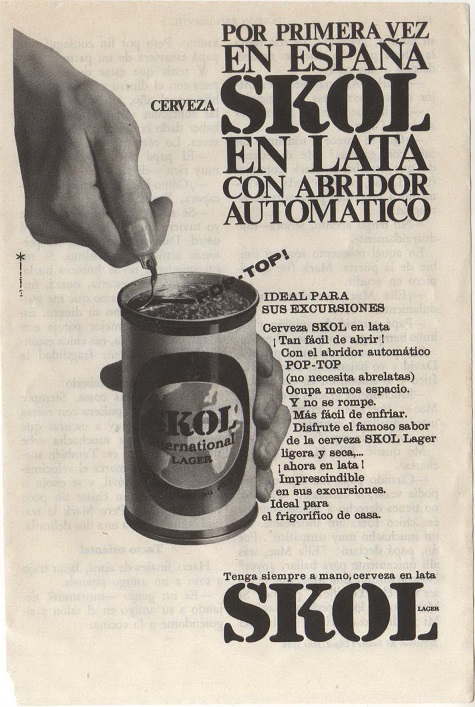 POR PRIMERA VEZ
EN ESPAÑA
CERVEZA SKOL
EN LATA
CON ABRIDOR
AUTOMATICO
POP-TOP!
IDEAL PARA
SUS EXCURSIONES
Cerveza SKOL en lata
¡Tan fácil de abrir!
Con el abridor automático
POP-TOP
(no necesita abrelatas)
Ocupa menos espacio.
Y no se rompe.
Más fácil de enfriar.
Disfrute el famoso sabor
de la cerveza SKOL Lager
ligera y seca,...
¡ahora en lata!
Imprescindible
en sus excursiones.
Ideal para
el frigorífico de casa.
SKOL
international
LAGER
Tenga siempre a mano, cerveza en lata
SKOL LAGER